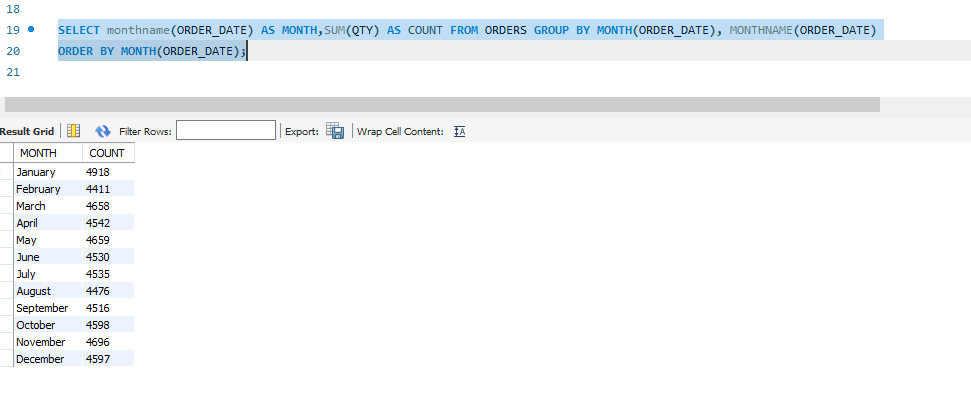 18
19 SELECT monthname(ORDER_DATE) AS MONTH,SUM(QTY) AS COUNT FROM ORDERS GROUP BY MONTH(ORDER_DATE), MONTHNAME(ORDER_DATE)
20 ORDER BY MONTH(ORDER_DATE);
21
Result Grid Filter Rows: Export: Wrap Cell Content: IA
MONTH COUNT
January 4918
February 4411
March 4658
April 4542
May 4659
June 4530
July 4535
August 4476
September 4516
October 4598
November 4696
December 4597